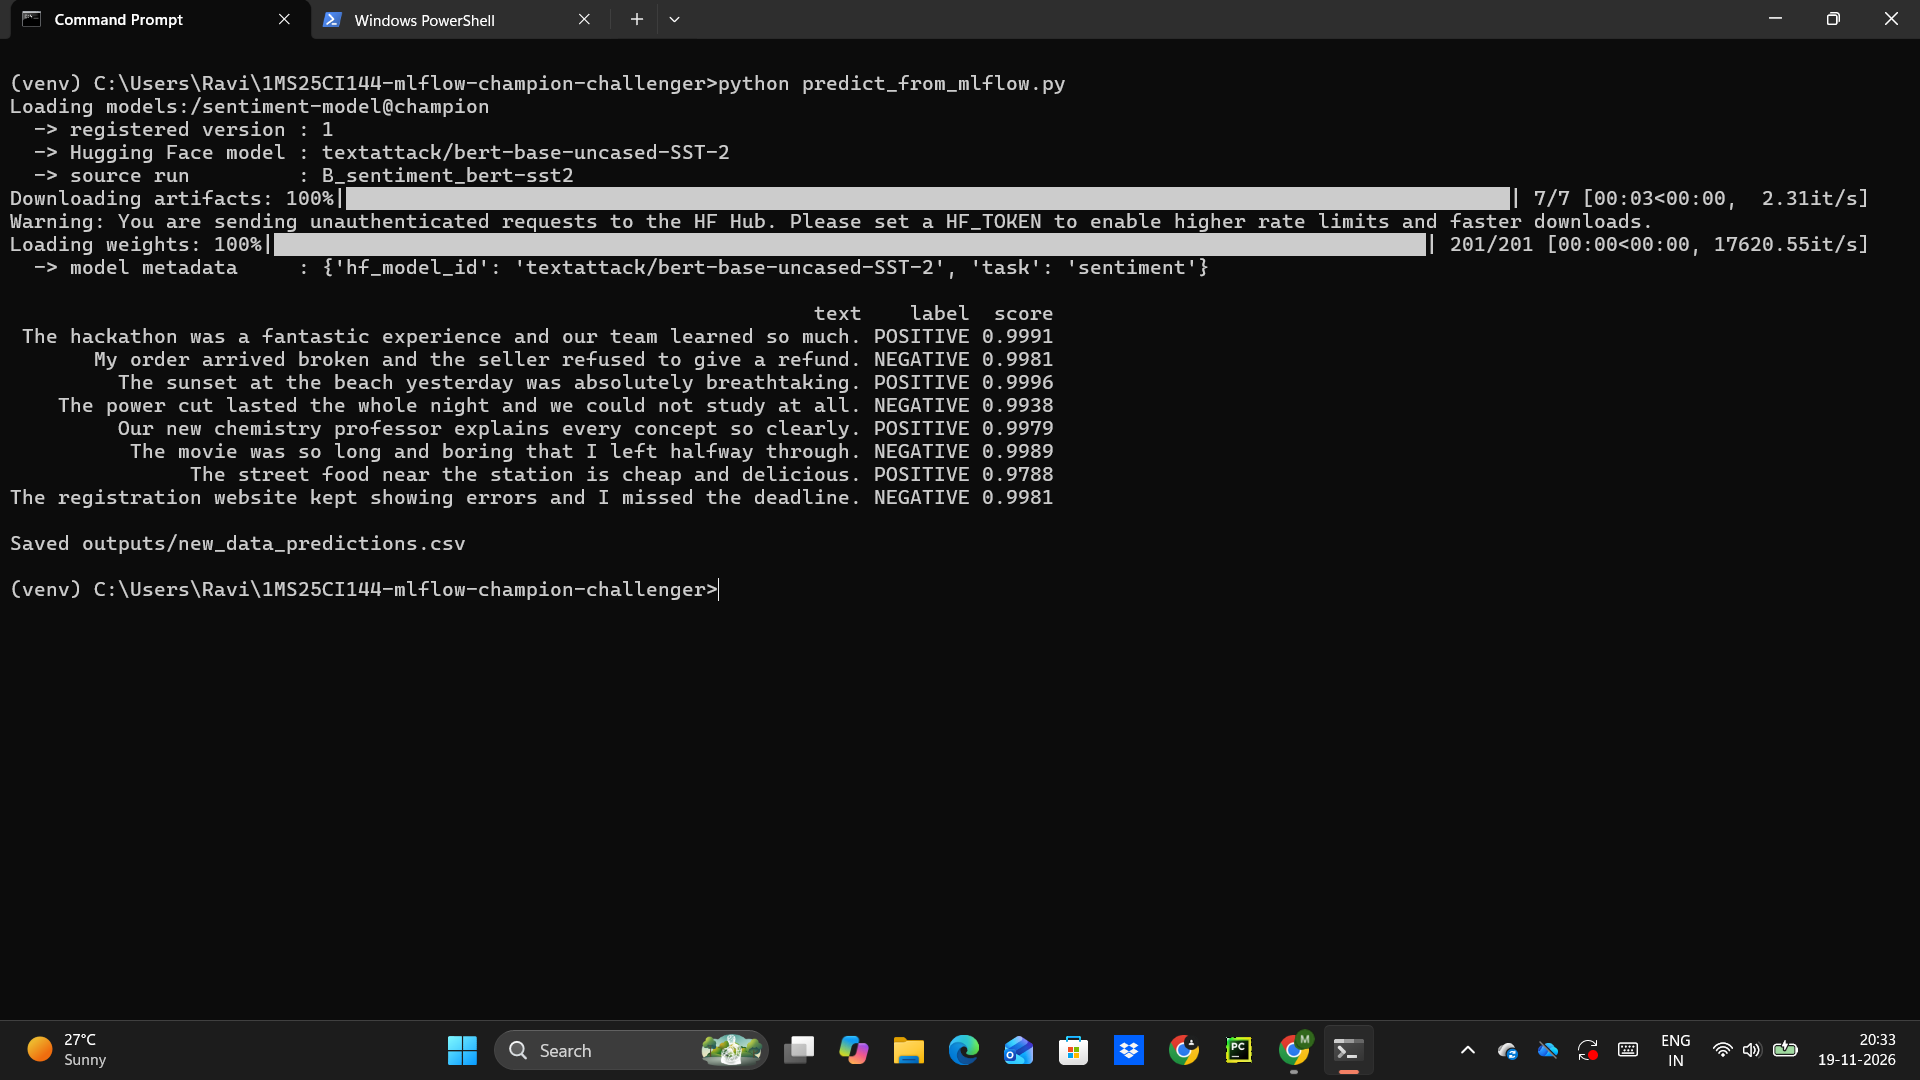 Command Prompt
Windows PowerShell
(venv) C:\Users\Ravi\1MS25CI144-mlflow-champion-challenger>python predict_from_mlflow.py
Loading models:/sentiment-model@champion
  -> registered version : 1
  -> Hugging Face model : textattack/bert-base-uncased-SST-2
  -> source run         : B_sentiment_bert-sst2
Downloading artifacts: 100%|██████████| 7/7 [00:03<00:00,  2.31it/s]
Warning: You are sending unauthenticated requests to the HF Hub. Please set a HF_TOKEN to enable higher rate limits and faster downloads.
Loading weights: 100%|██████████| 201/201 [00:00<00:00, 17620.55it/s]
  -> model metadata     : {'hf_model_id': 'textattack/bert-base-uncased-SST-2', 'task': 'sentiment'}
text    label  score
The hackathon was a fantastic experience and our team learned so much. POSITIVE 0.9991
My order arrived broken and the seller refused to give a refund. NEGATIVE 0.9981
The sunset at the beach yesterday was absolutely breathtaking. POSITIVE 0.9996
The power cut lasted the whole night and we could not study at all. NEGATIVE 0.9938
Our new chemistry professor explains every concept so clearly. POSITIVE 0.9979
The movie was so long and boring that I left halfway through. NEGATIVE 0.9989
The street food near the station is cheap and delicious. POSITIVE 0.9788
The registration website kept showing errors and I missed the deadline. NEGATIVE 0.9981
Saved outputs/new_data_predictions.csv
(venv) C:\Users\Ravi\1MS25CI144-mlflow-champion-challenger>
27°C
Sunny
Search
PC
M
ENG
IN
20:33
19-11-2026